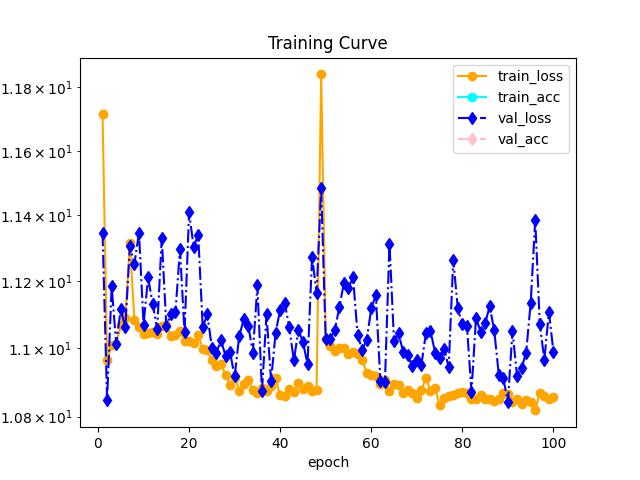 Training Curve
1.18 × 10¹
1.16 × 10¹
1.14 × 10¹
1.12 × 10¹
1.1 × 10¹
1.08 × 10¹
train_loss
train_acc
val_loss
val_acc
0 20 40 60 80 100
epoch